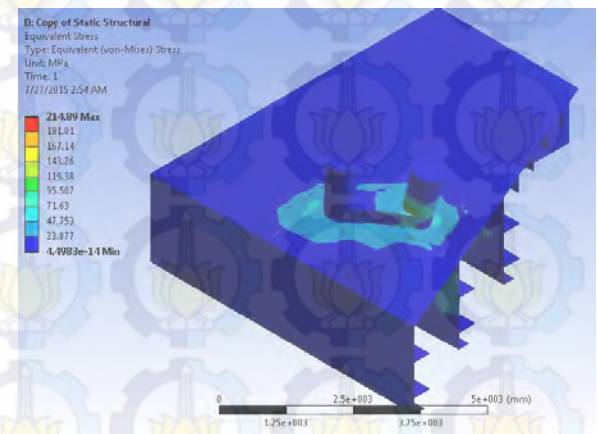 D: Copy of Static Structural
Equivalent Stress
Type: Equivalent (von-Mises) Stress
Unit: MPa
Time: 1
7/27/2015 2:54 AM
214.89 Max
191.01
167.14
143.26
119.38
95.507
71.63
47.753
23.877
4.4983e-14 Min
0 2.5e+003 5e+003 (mm)
1.25e+003 3.75e+003